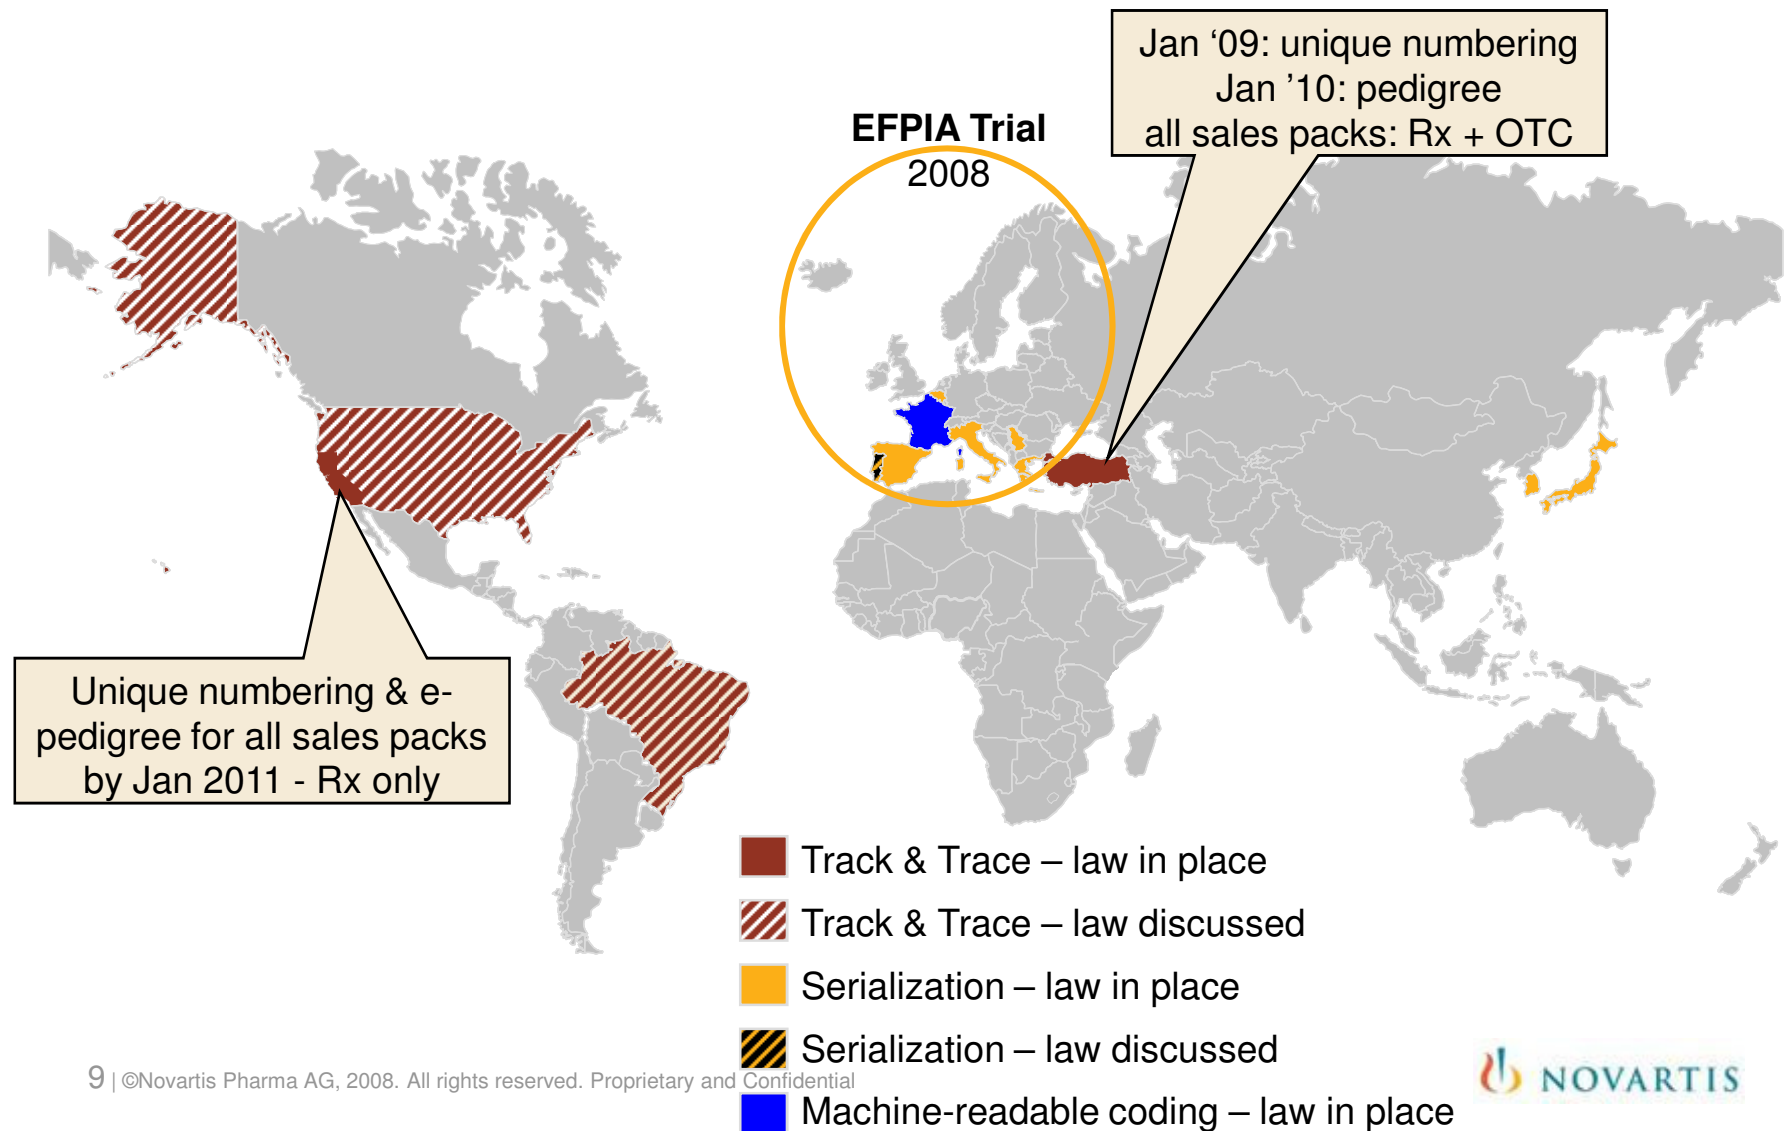 Jan ‘09: unique numbering
Jan ’10: pedigree
all sales packs: Rx + OTC
EFPIA Trial
2008
Unique numbering & e-
pedigree for all sales packs
by Jan 2011 - Rx only
Track & Trace – law in place
Track & Trace – law discussed
Serialization – law in place
Serialization – law discussed
Machine-readable coding – law in place
9 | ©Novartis Pharma AG, 2008. All rights reserved. Proprietary and Confidential
NOVARTIS